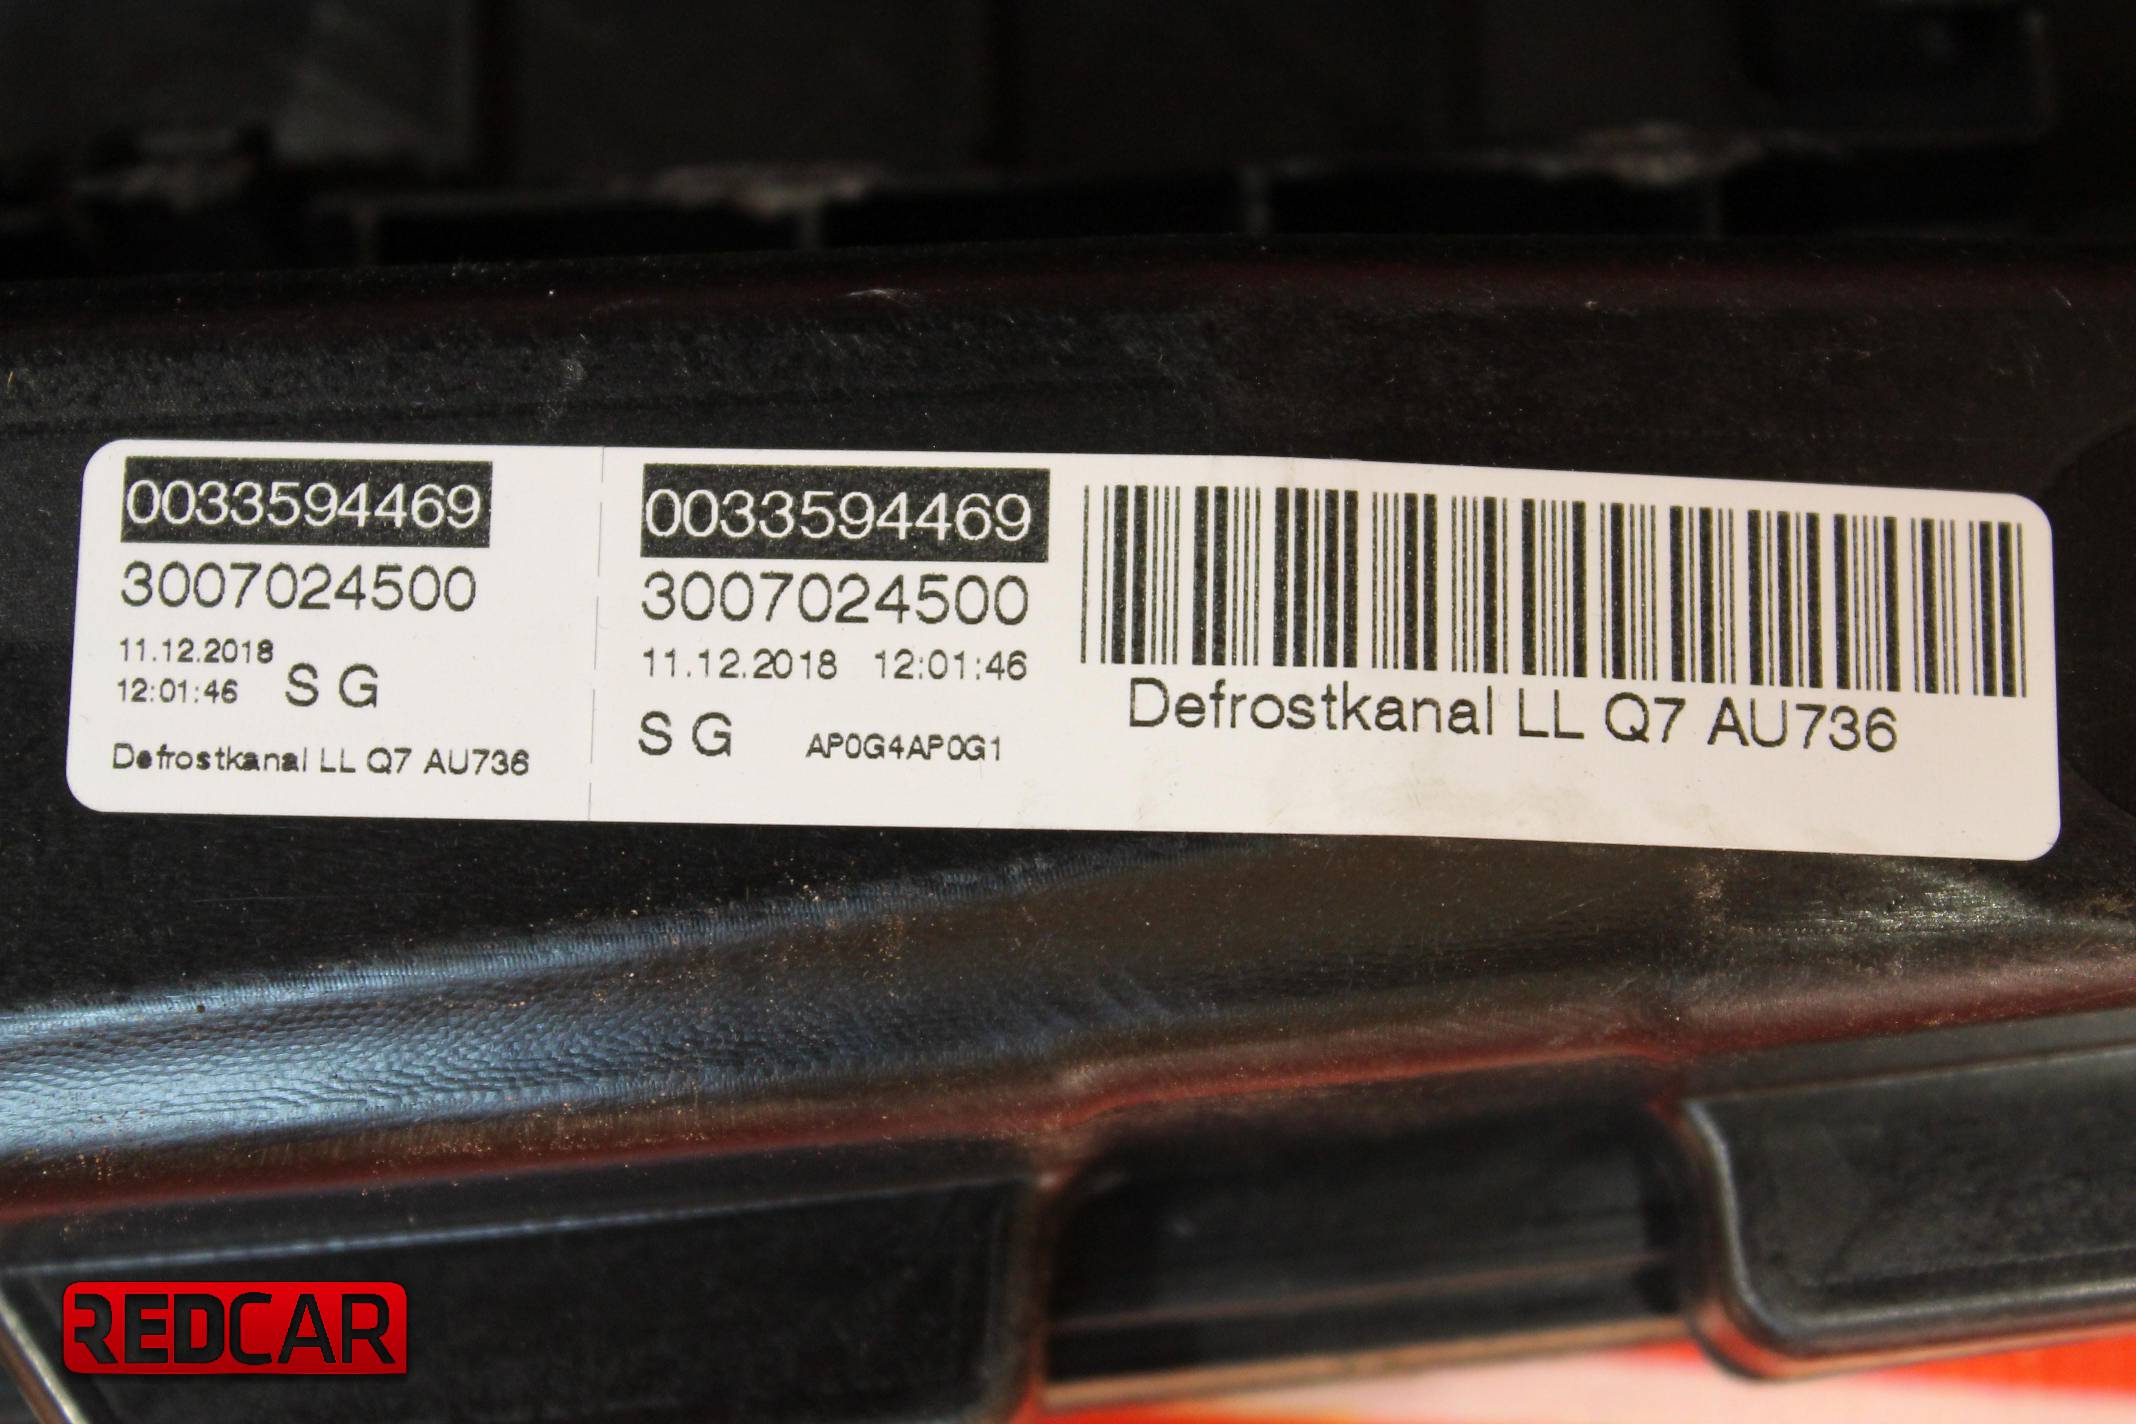 0033594469
3007024500
11.12.2018
12:01:46 S G
Defrostkanal LL Q7 AU736
0033594469
3007024500
11.12.2018 12:01:46
S G AP0G4AP0G1
Defrostkanal LL Q7 AU736
REDCAR